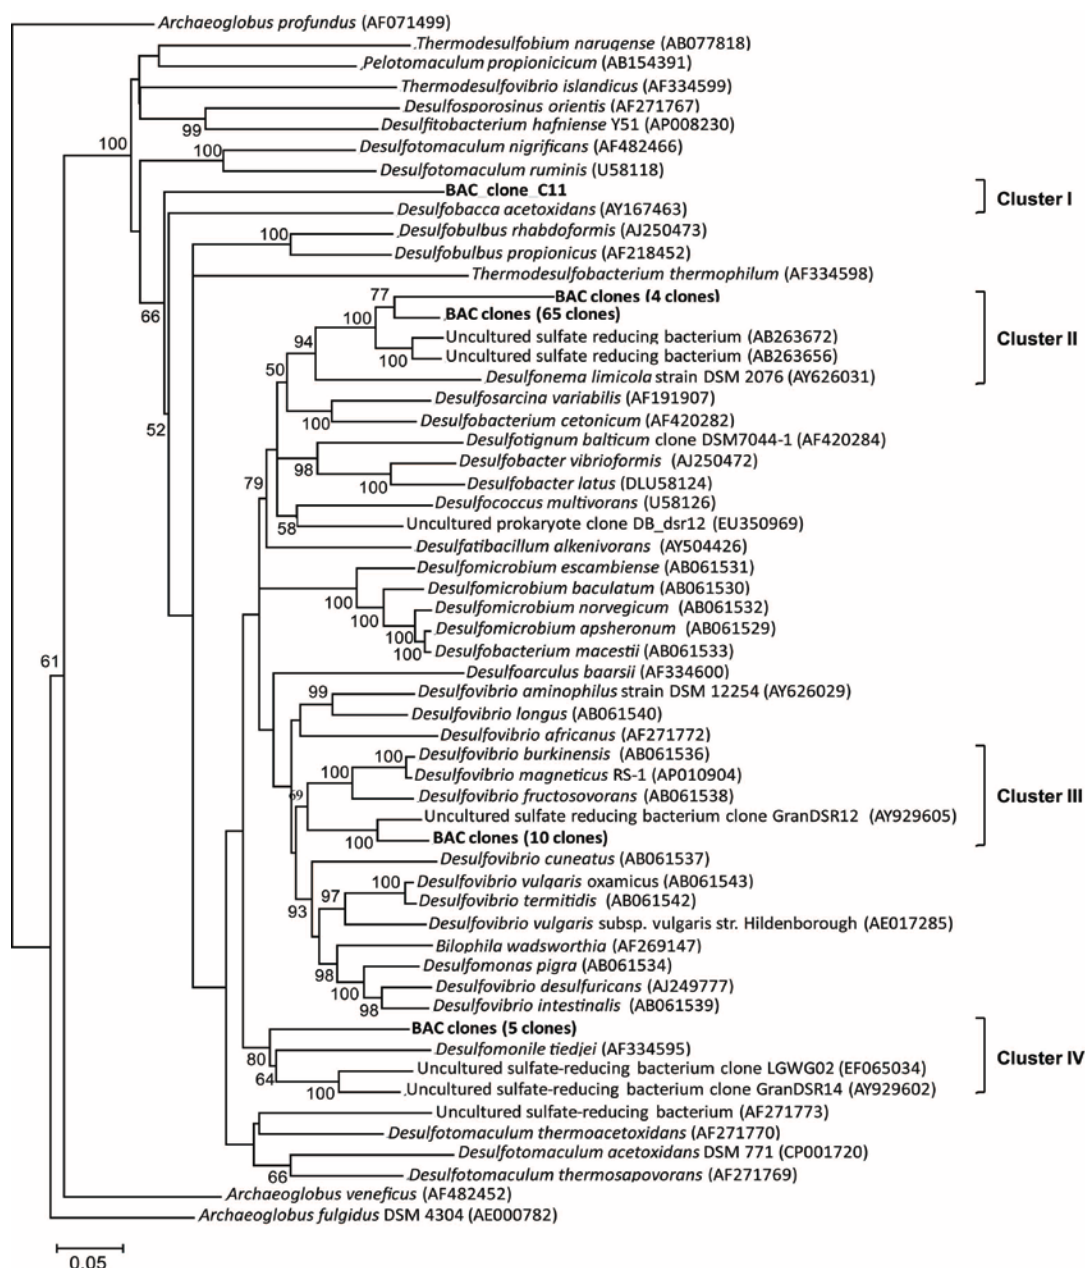 Archaeoglobus profundus (AF071499)
Thermodesulfobium narugense (AB077818)
Pelotomaculum propionicicum (AB154391)
Thermodesulfovibrio islandicus (AF334599)
Desulfosporosinus orientis (AF271767)
99
Desulfitobacterium hafniense Y51 (AP008230)
100
Desulfotomaculum nigrificans (AF482466)
100
Desulfotomaculum ruminis (U58118)
BAC_clone_C11
Cluster I
Desulfobacca acetoxidans (AY167463)
100
Desulfobulbus rhabdoformis (AJ250473)
Desulfobulbus propionicus (AF218452)
Thermodesulfobacterium thermophilum (AF334598)
77
BAC clones (4 clones)
66
100
BAC clones (65 clones)
94
Uncultured sulfate reducing bacterium (AB263672)
Cluster II
100
Uncultured sulfate reducing bacterium (AB263656)
50
Desulfonema limicola strain DSM 2076 (AY626031)
Desulfosarcina variabilis (AF191907)
100
Desulfobacterium cetonicum (AF420282)
52
Desulfotignum balticum clone DSM7044-1 (AF420284)
98
Desulfobacter vibrioformis (AJ250472)
79
100
Desulfobacter latus (DLU58124)
Desulfococcus multivorans (U58126)
58
Uncultured prokaryote clone DB_dsr12 (EU350969)
Desulfatibacillum alkenivorans (AY504426)
Desulfomicrobium escambiense (AB061531)
100
Desulfomicrobium baculatum (AB061530)
100
Desulfomicrobium norvegicum (AB061532)
100
Desulfomicrobium apsheronum (AB061529)
100
Desulfobacterium macestii (AB061533)
61
Desulfoarculus baarsii (AF334600)
99
Desulfovibrio aminophilus strain DSM 12254 (AY626029)
Desulfovibrio longus (AB061540)
Desulfovibrio africanus (AF271772)
100
Desulfovibrio burkinensis (AB061536)
100
Desulfovibrio magneticus RS-1 (AP010904)
69
Desulfovibrio fructosovorans (AB061538)
Cluster III
Uncultured sulfate reducing bacterium clone GranDSR12 (AY929605)
100
BAC clones (10 clones)
Desulfovibrio cuneatus (AB061537)
100
Desulfovibrio vulgaris oxamicus (AB061543)
97
Desulfovibrio termitidis (AB061542)
93
Desulfovibrio vulgaris subsp. vulgaris str. Hildenborough (AE017285)
Bilophila wadsworthia (AF269147)
98
Desulfomonas pigra (AB061534)
100
Desulfovibrio desulfuricans (AJ249777)
98
Desulfovibrio intestinalis (AB061539)
BAC clones (5 clones)
80
Desulfomonile tiedjei (AF334595)
Cluster IV
64
Uncultured sulfate-reducing bacterium clone LGWG02 (EF065034)
100
Uncultured sulfate-reducing bacterium clone GranDSR14 (AY929602)
Uncultured sulfate-reducing bacterium (AF271773)
Desulfotomaculum thermoacetoxidans (AF271770)
Desulfotomaculum acetoxidans DSM 771 (CP001720)
66
Desulfotomaculum thermosapovorans (AF271769)
Archaeoglobus veneficus (AF482452)
Archaeoglobus fulgidus DSM 4304 (AE000782)
0.05